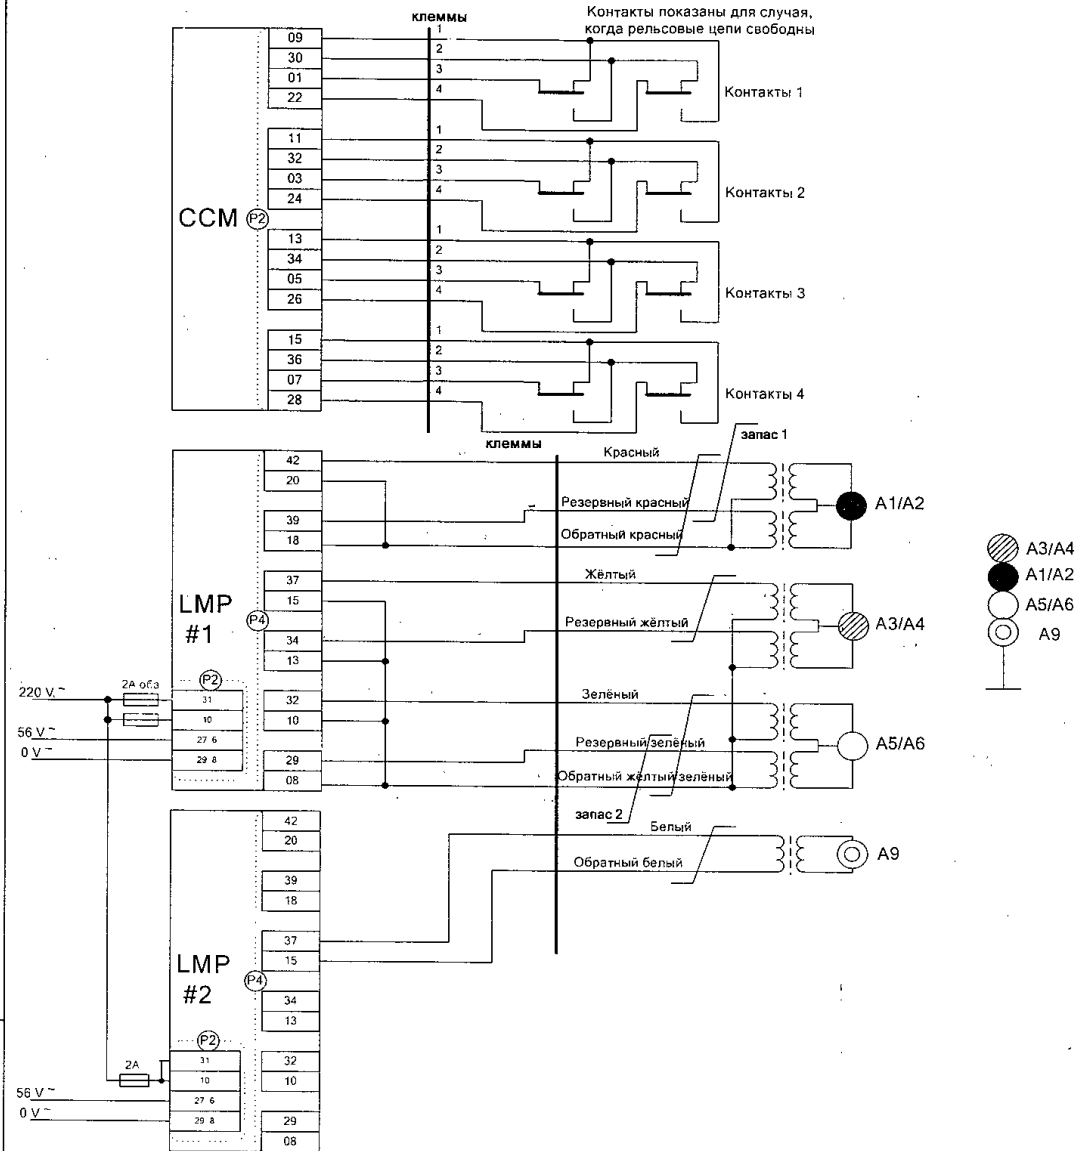 клеммы
Контакты показаны для случая,
когда рельсовые цепи свободны
CCM
P2
09
30
01
22
1
2
3
4
Контакты 1
11
32
03
24
1
2
3
4
Контакты 2
13
34
05
26
1
2
3
4
Контакты 3
15
36
07
28
1
2
3
4
Контакты 4
клеммы
запас 1
LMP
#1
P4
42
20
39
18
37
15
34
13
32
10
29
08
Красный
Резервный красный
Обратный красный
A1/A2
Жёлтый
Резервный жёлтый
A3/A4
Зелёный
Резервный зелёный
Обратный жёлтый/зелёный
A5/A6
запас 2
A3/A4
A1/A2
A5/A6
A9
220 V ~
56 V ~
0 V ~
2A обз
P2
31
10
27 6
29 8
LMP
#2
P4
42
20
39
18
37
15
34
13
32
10
29
08
Белый
Обратный белый
A9
2A
56 V ~
0 V ~
P2
31
10
27 6
29 8